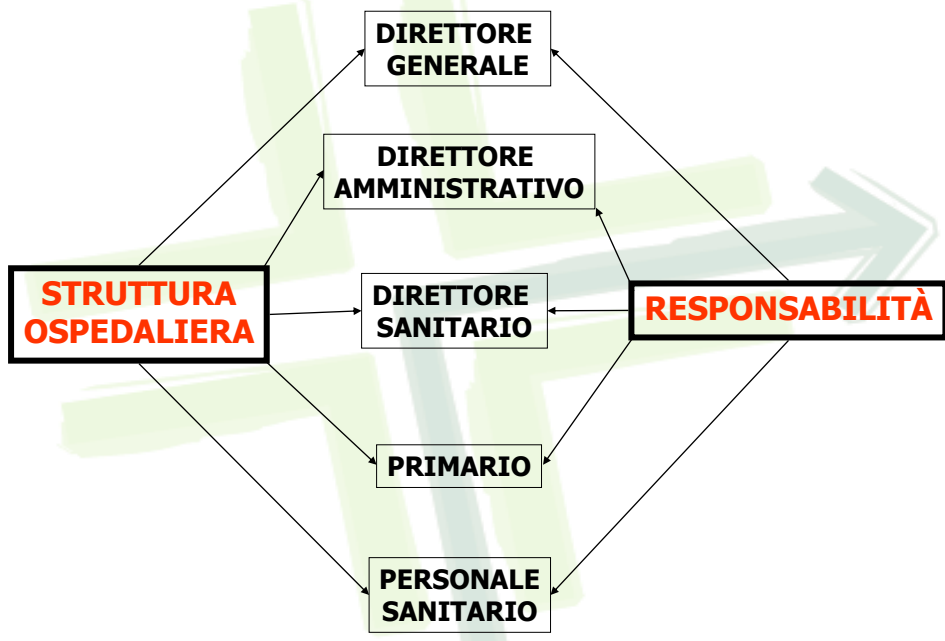 DIRETTORE
GENERALE
DIRETTORE
AMMINISTRATIVO
STRUTTURA
OSPEDALIERA
DIRETTORE
SANITARIO
RESPONSABILITÀ
PRIMARIO
PERSONALE
SANITARIO